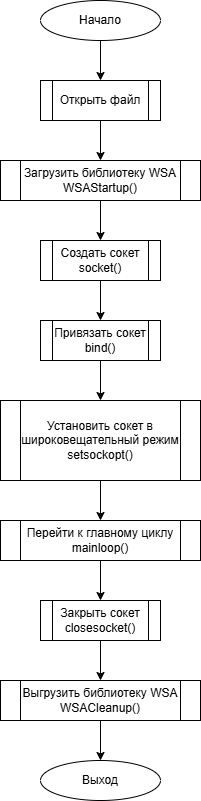 Начало
Открыть файл
Загрузить библиотеку WSA
WSAStartup()
Создать сокет
socket()
Привязать сокет
bind()
Установить сокет в
широковещательный режим
setsockopt()
Перейти к главному циклу
mainloop()
Закрыть сокет
closesocket()
Выгрузить библиотеку WSA
WSACleanup()
Выход